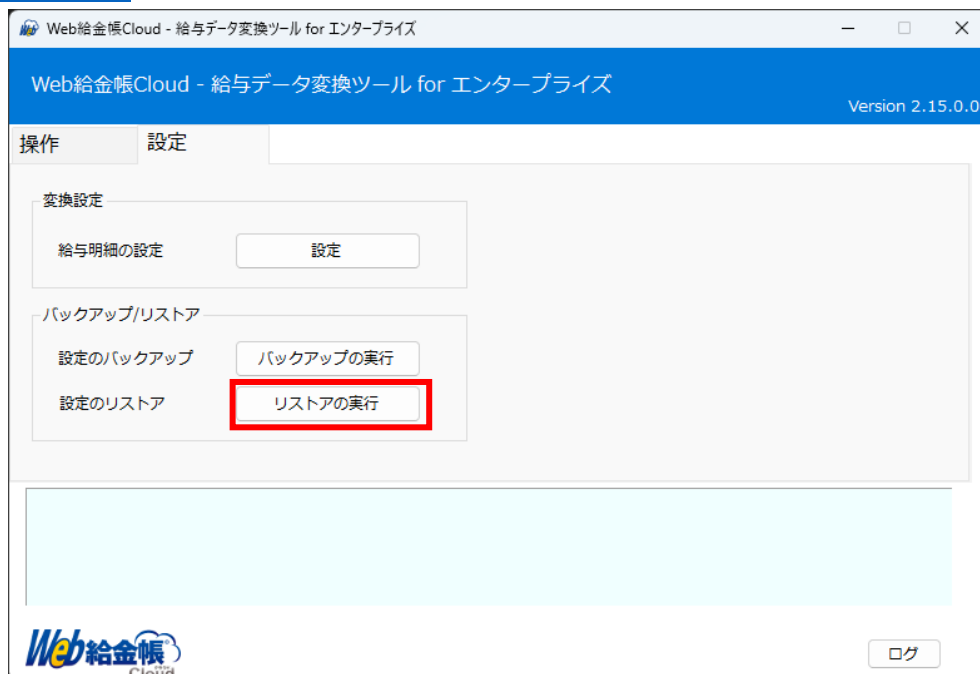 Web給金帳Cloud - 給与データ変換ツール for エンタープライズ
Web給金帳Cloud - 給与データ変換ツール for エンタープライズ
Version 2.15.0.0
操作 設定
変換設定
給与明細の設定 設定
バックアップ/リストア
設定のバックアップ バックアップの実行
設定のリストア リストアの実行
Web給金帳
Cloud
ログ